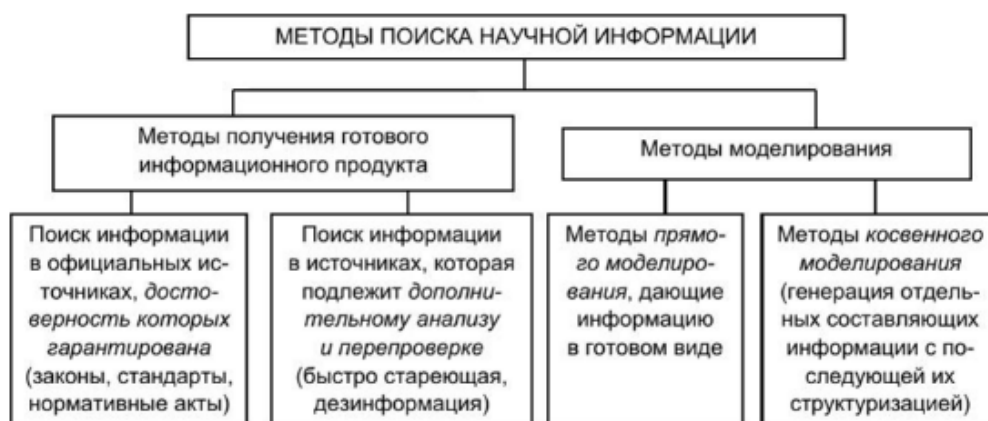 МЕТОДЫ ПОИСКА НАУЧНОЙ ИНФОРМАЦИИ
Методы получения готового
информационного продукта
Методы моделирования
Поиск информации
в официальных ис-
точниках, досто-
верность которых
гарантирована
(законы, стандарты,
нормативные акты)
Поиск информации
в источниках, которая
подлежит дополни-
тельному анализу
и перепроверке
(быстро стареющая,
дезинформация)
Методы прямо-
го моделиро-
вания, дающие
информацию
в готовом виде
Методы косвенного
моделирования
(генерация отдель-
ных составляющих
информации с по-
следующей их
структуризацией)